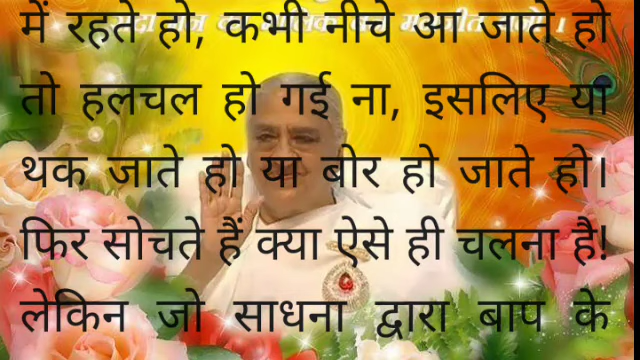 में रहते हो, कभी नीचे आ जाते हो
तो हलचल हो गई ना, इसलिए या
थक जाते हो या बोर हो जाते हो।
फिर सोचते हैं क्या ऐसे ही चलना है!
लेकिन जो साधना द्वारा बाप के